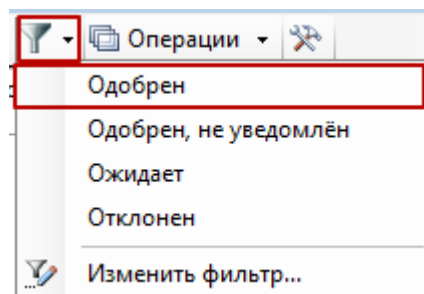 Операции
Одобрен
Одобрен, не уведомлён
Ожидает
Отклонен
Изменить фильтр...